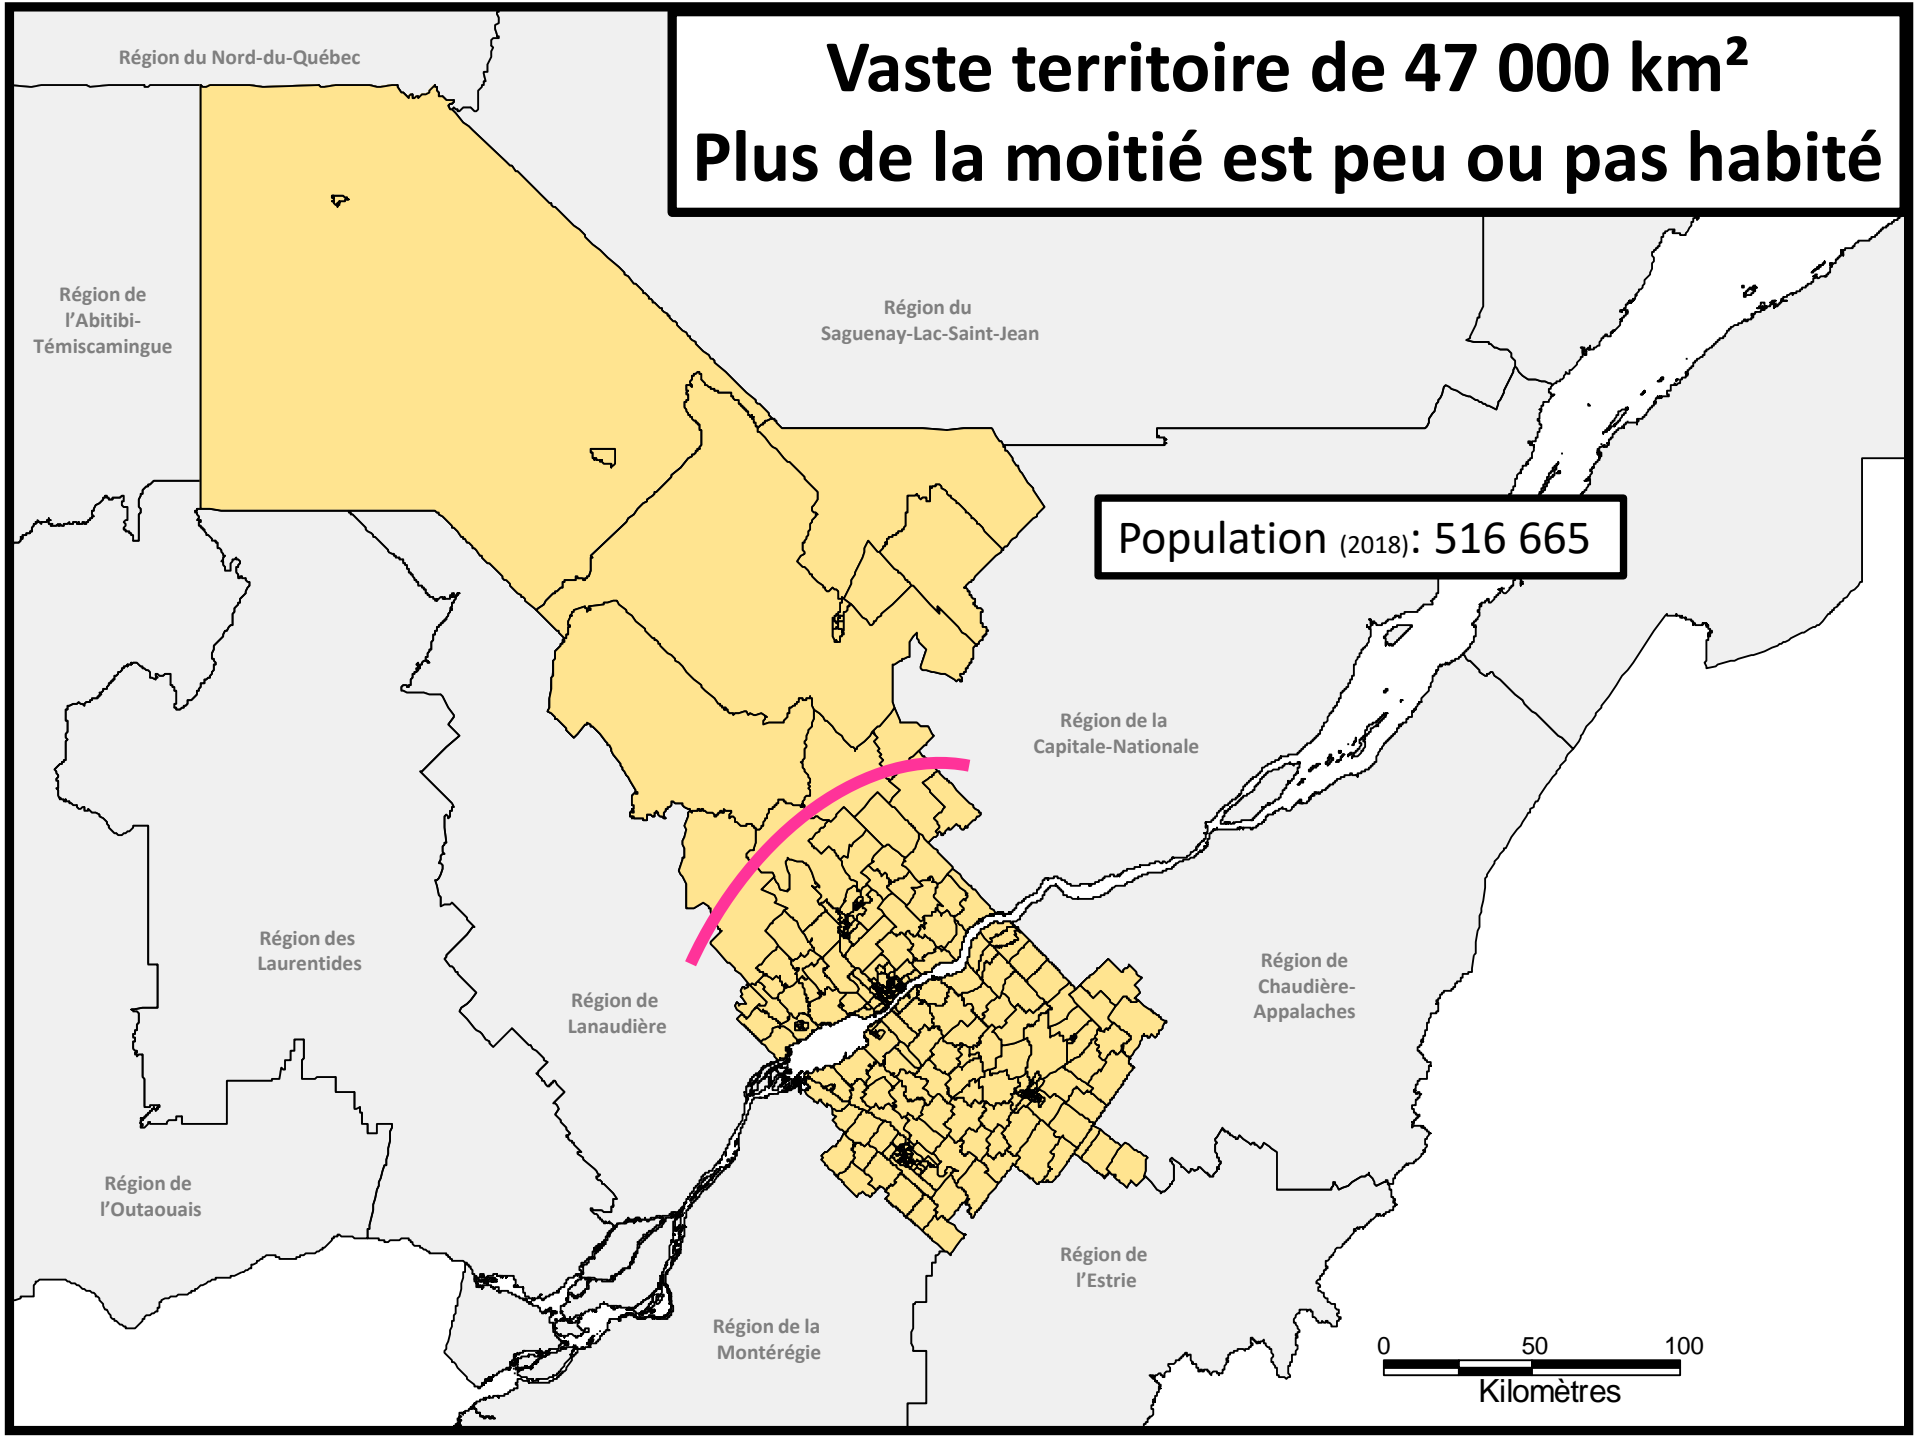 Vaste territoire de 47 000 km²
Plus de la moitié est peu ou pas habité
Région du Nord-du-Québec
Région de
l'Abitibi-
Témiscamingue
Région du
Saguenay-Lac-Saint-Jean
Population (2018): 516 665
Région de la
Capitale-Nationale
Région des
Laurentides
Région de
Lanaudière
Région de
Chaudière-
Appalaches
Région de
l'Outaouais
Région de
l'Estrie
Région de la
Montérégie
0 50 100
Kilomètres